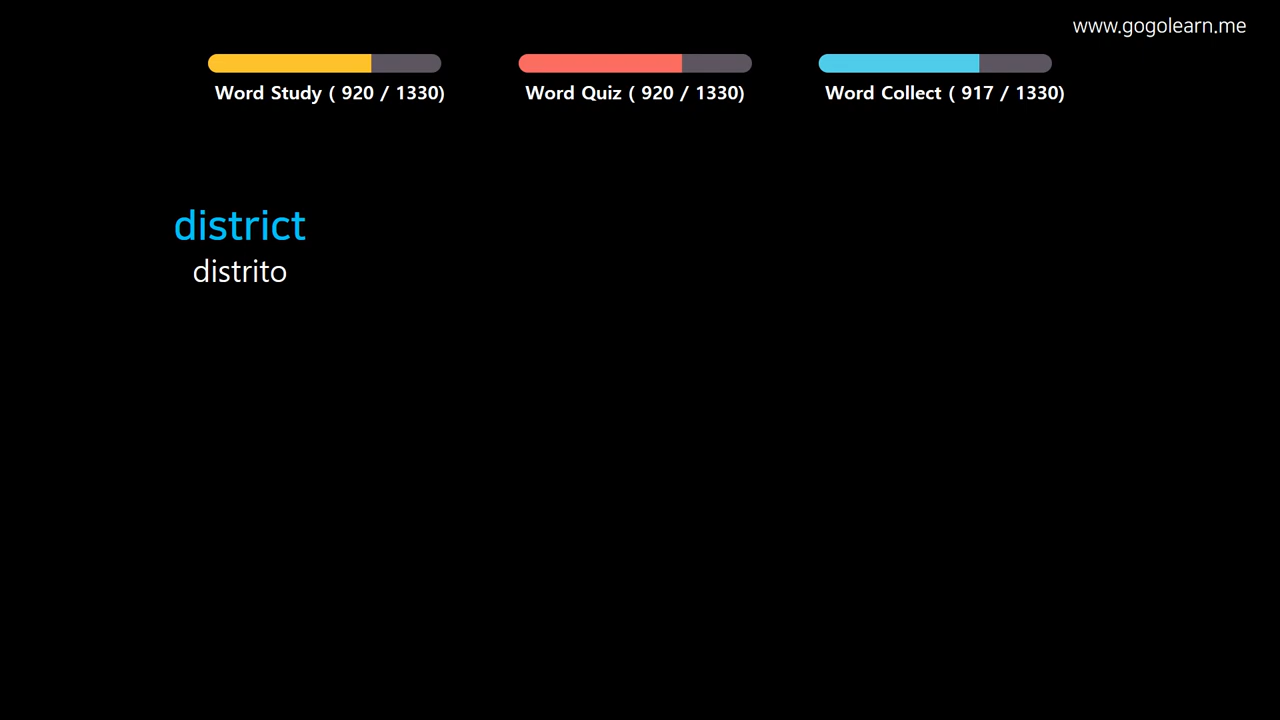 www.gogolearn.me
Word Study ( 920 / 1330)
Word Quiz ( 920 / 1330)
Word Collect ( 917 / 1330)
district
distrito